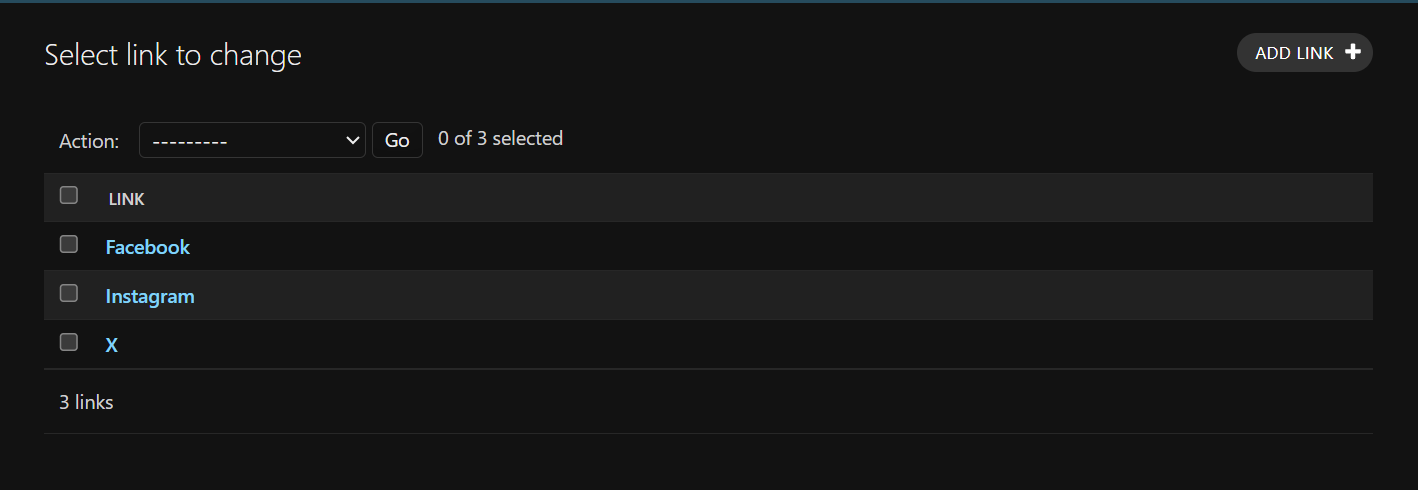 Select link to change
ADD LINK +
Action: --------- Go 0 of 3 selected
LINK
Facebook
Instagram
X
3 links